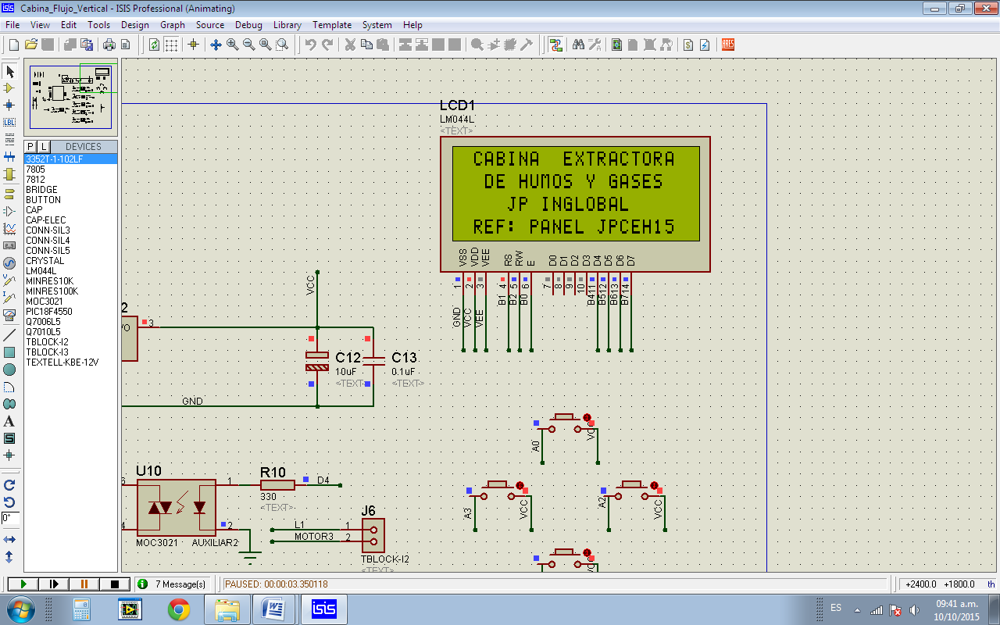 Cabina_Flujo_Vertical - ISIS Professional (Animating)
File View Edit Tools Design Graph Source Debug Library Template System Help
P L DEVICES
3352T-1-102LF
7805
7812
BRIDGE
BUTTON
CAP
CAP-ELEC
CONN-SIL3
CONN-SIL4
CONN-SIL5
CRYSTAL
LM044L
MINRES10K
MINRES100K
MOC3021
PIC18F4550
Q7006L5
Q7010L5
TBLOCK-I2
TBLOCK-I3
TEXTELL-KBE-12V
LBL
A
S
0°
$
ARES
LCD1
LM044L
<TEXT>
CABINA EXTRACTORA
DE HUMOS Y GASES
JP INGLOBAL
REF: PANEL JPCEH15
VSS VDD VEE RS RW E D0 D1 D2 D3 D4 D5 D6 D7
1 2 3 4 5 6 7 8 9 10 11 12 13 14
B1 B2 B0 B4 B5 B6 B7
GND VCC VEE
VCC
2
VO
3
C12
10uF
<TEXT>
C13
0.1uF
<TEXT>
GND
A0 VCC
A3 VCC
A2 VCC
U10
6
4
1
2
MOC3021 AUXILIAR2
R10
330
<TEXT>
D4
J6
L1 1
MOTOR3 2
TBLOCK-I2
<TEXT>
7 Message(s)
PAUSED: 00:00:03.350118
+2400.0 +1800.0 th
isis
ES
09:41 a.m.
10/10/2015